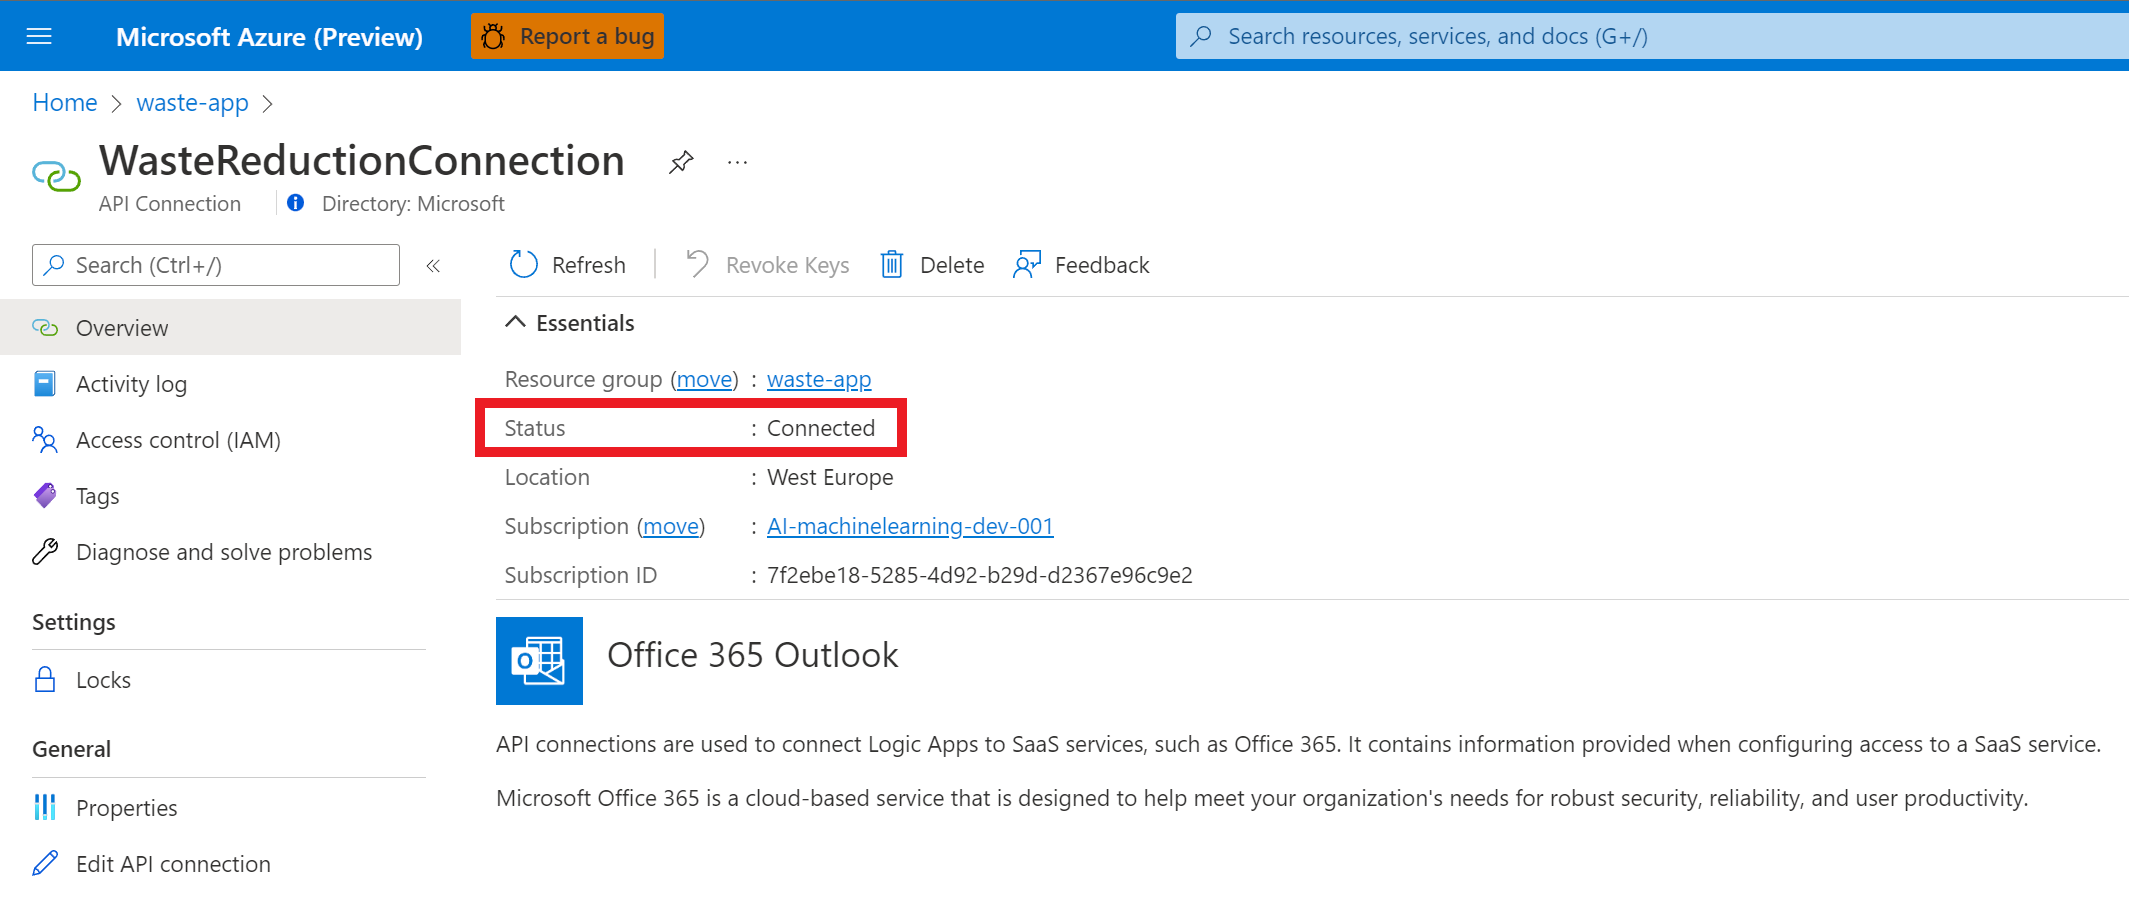 Microsoft Azure (Preview)
Report a bug
Search resources, services, and docs (G+/)
Home > waste-app >
WasteReductionConnection
...
API Connection
Directory: Microsoft
Search (Ctrl+/)
«
Overview
Activity log
Access control (IAM)
Tags
Diagnose and solve problems
Settings
Locks
General
Properties
Edit API connection
Refresh
Revoke Keys
Delete
Feedback
Essentials
Resource group (move) : waste-app
Status : Connected
Location : West Europe
Subscription (move) : AI-machinelearning-dev-001
Subscription ID : 7f2ebe18-5285-4d92-b29d-d2367e96c9e2
Office 365 Outlook
API connections are used to connect Logic Apps to SaaS services, such as Office 365. It contains information provided when configuring access to a SaaS service.
Microsoft Office 365 is a cloud-based service that is designed to help meet your organization's needs for robust security, reliability, and user productivity.